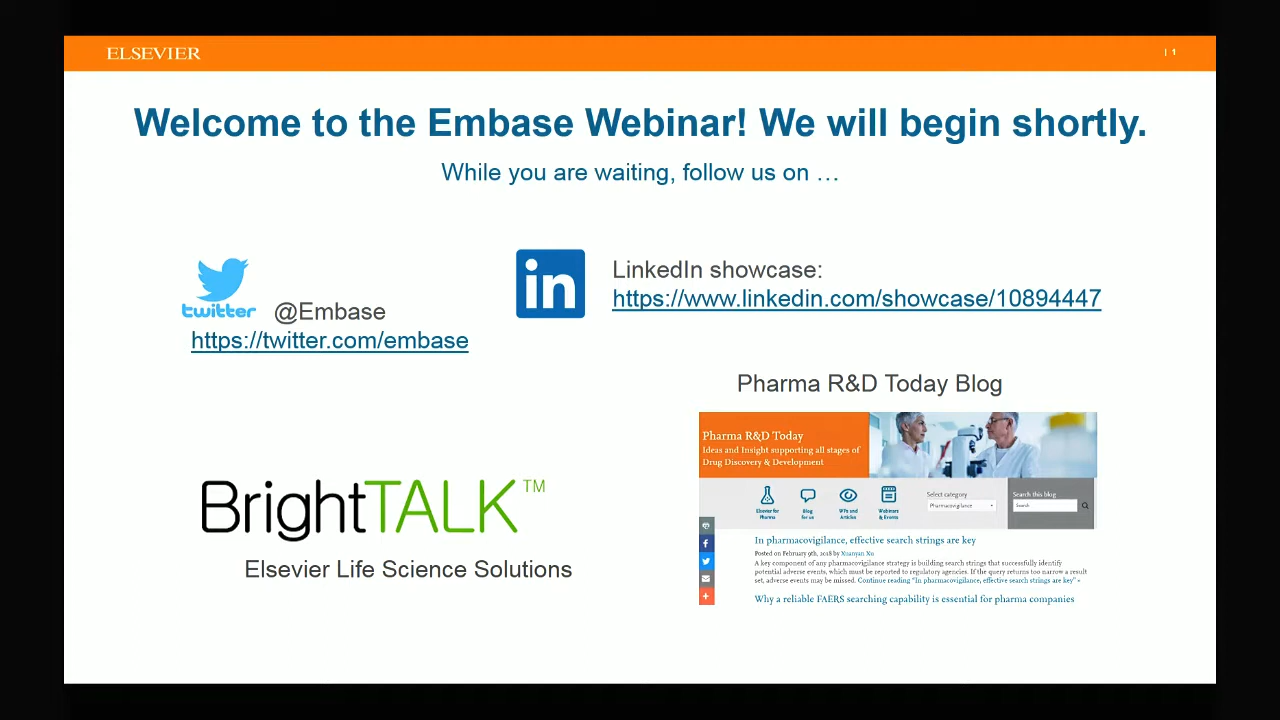 ELSEVIER
| 1
Welcome to the Embase Webinar! We will begin shortly.
While you are waiting, follow us on …
twitter
@Embase
https://twitter.com/embase
in
LinkedIn showcase:
https://www.linkedin.com/showcase/10894447
Pharma R&D Today Blog
Pharma R&D Today
Ideas and Insight supporting all stages of
Drug Discovery & Development
Elsevier for
Pharma
Blog
for us
WPs and
Articles
Webinars
& Events
Select category
Pharmacovigilance
Search this blog
Search
In pharmacovigilance, effective search strings are key
Posted on February 9th, 2018 by Xuanyan Xu
A key component of any pharmacovigilance strategy is building search strings that successfully identify
potential adverse events, which must be reported to regulatory agencies. If the query returns too narrow a result
set, adverse events may be missed. Continue reading "In pharmacovigilance, effective search strings are key" »
Why a reliable FAERS searching capability is essential for pharma companies
BrightTALK™
Elsevier Life Science Solutions